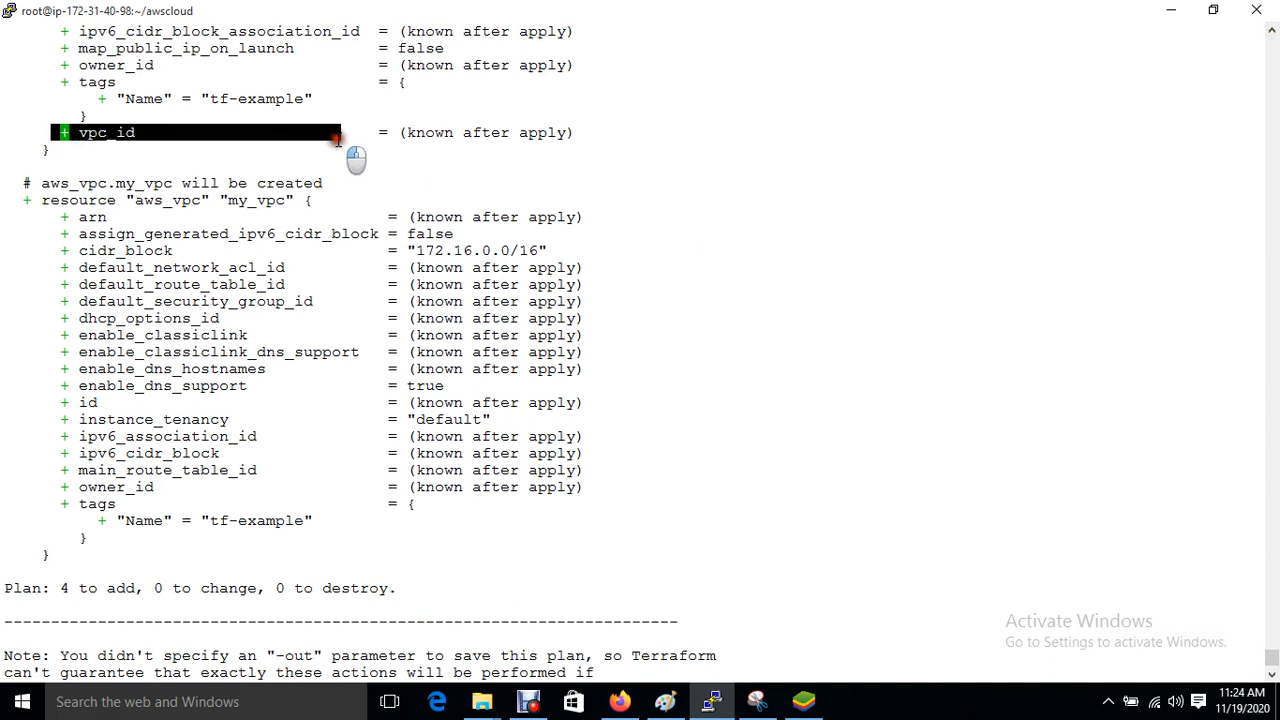 root@ip-172-31-40-98:~/awscloud
+ ipv6_cidr_block_association_id = (known after apply)
+ map_public_ip_on_launch = false
+ owner_id = (known after apply)
+ tags = {
+ "Name" = "tf-example"
}
+ vpc_id = (known after apply)
}
# aws_vpc.my_vpc will be created
+ resource "aws_vpc" "my_vpc" {
+ arn = (known after apply)
+ assign_generated_ipv6_cidr_block = false
+ cidr_block = "172.16.0.0/16"
+ default_network_acl_id = (known after apply)
+ default_route_table_id = (known after apply)
+ default_security_group_id = (known after apply)
+ dhcp_options_id = (known after apply)
+ enable_classiclink = (known after apply)
+ enable_classiclink_dns_support = (known after apply)
+ enable_dns_hostnames = (known after apply)
+ enable_dns_support = true
+ id = (known after apply)
+ instance_tenancy = "default"
+ ipv6_association_id = (known after apply)
+ ipv6_cidr_block = (known after apply)
+ main_route_table_id = (known after apply)
+ owner_id = (known after apply)
+ tags = {
+ "Name" = "tf-example"
}
}
Plan: 4 to add, 0 to change, 0 to destroy.
------------------------------------------------------------------------
Note: You didn't specify an "-out" parameter to save this plan, so Terraform
can't guarantee that exactly these actions will be performed if
Activate Windows
Go to Settings to activate Windows.
Search the web and Windows
11:24 AM
11/19/2020